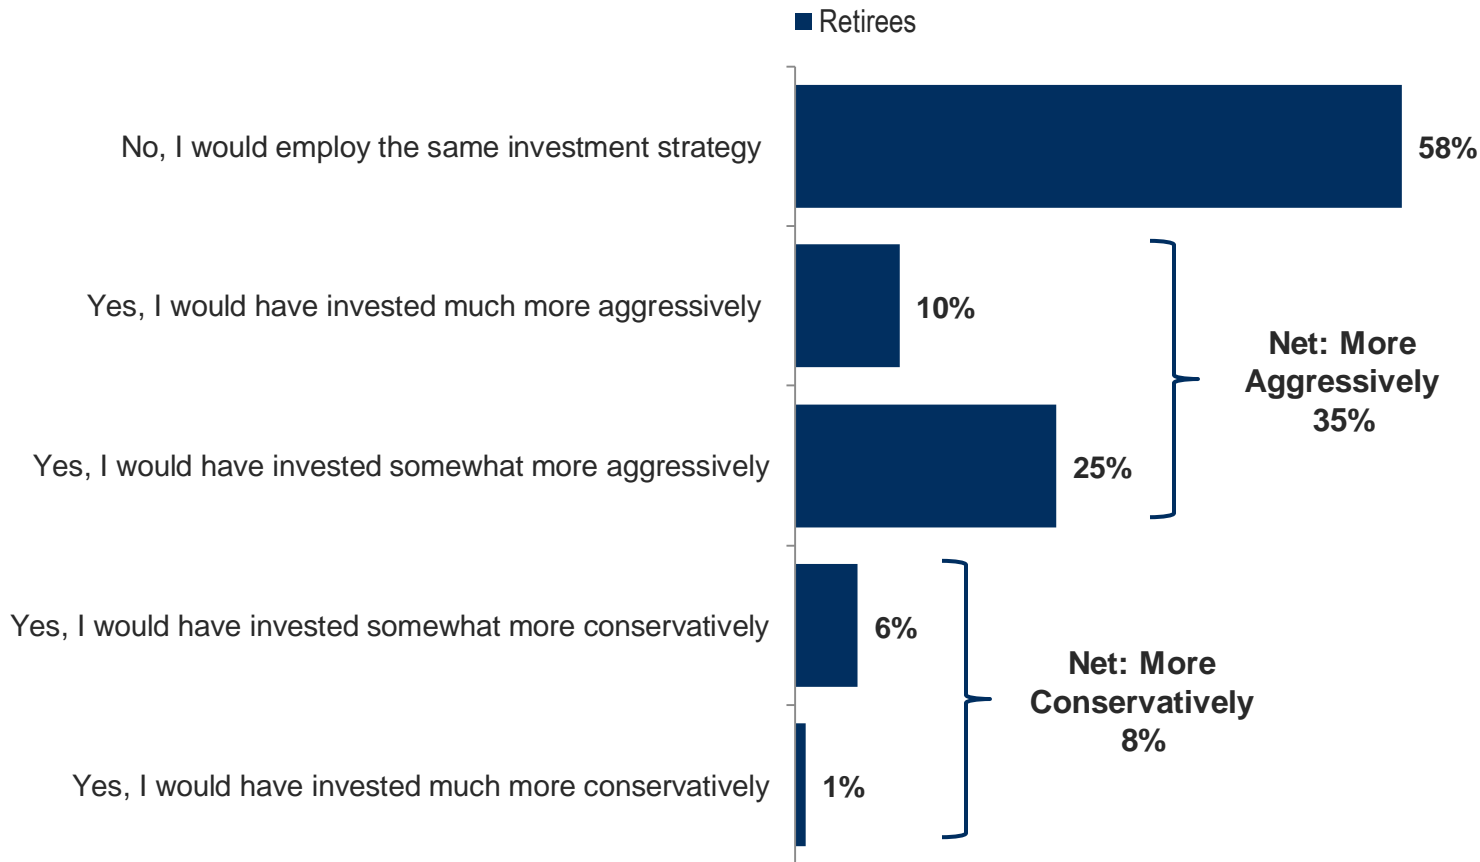 Retirees
No, I would employ the same investment strategy
58%
Yes, I would have invested much more aggressively
10%
Net: More
Aggressively
35%
Yes, I would have invested somewhat more aggressively
25%
Yes, I would have invested somewhat more conservatively
6%
Net: More
Conservatively
8%
Yes, I would have invested much more conservatively
1%